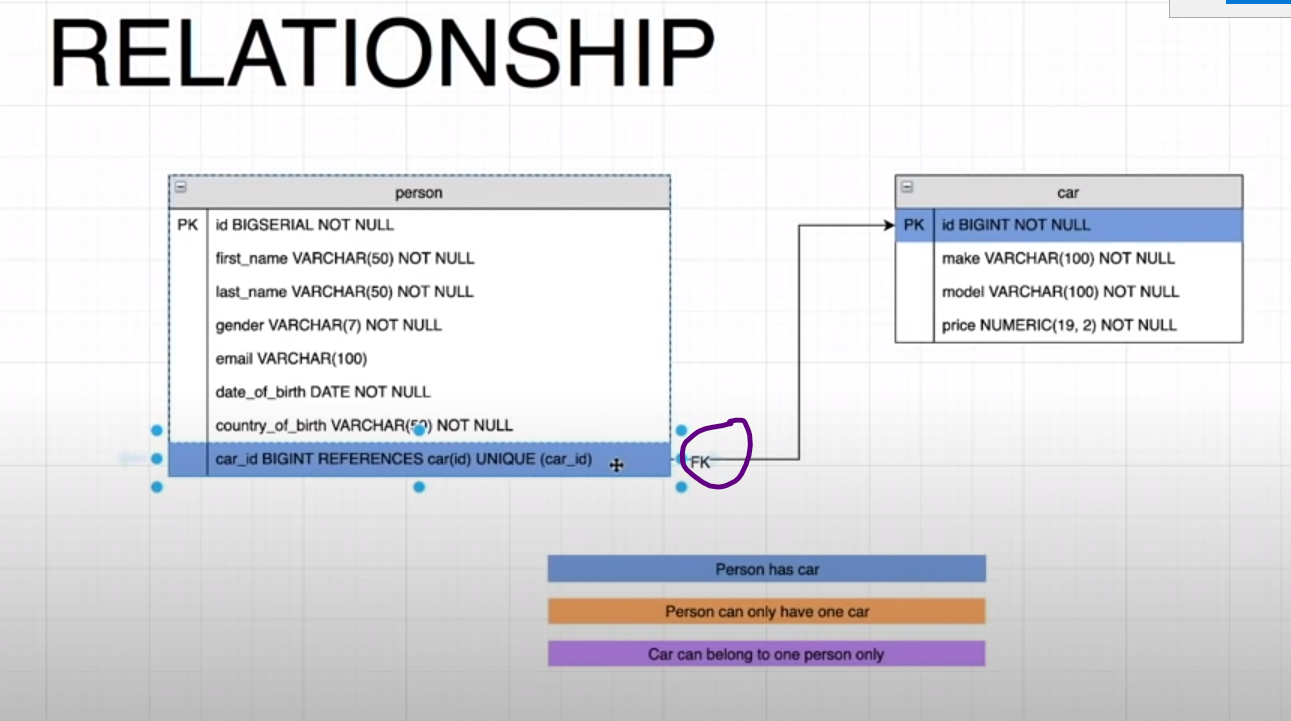 RELATIONSHIP
person
PK id BIGSERIAL NOT NULL
first_name VARCHAR(50) NOT NULL
last_name VARCHAR(50) NOT NULL
gender VARCHAR(7) NOT NULL
email VARCHAR(100)
date_of_birth DATE NOT NULL
country_of_birth VARCHAR(50) NOT NULL
car_id BIGINT REFERENCES car(id) UNIQUE (car_id)
FK
car
PK id BIGINT NOT NULL
make VARCHAR(100) NOT NULL
model VARCHAR(100) NOT NULL
price NUMERIC(19, 2) NOT NULL
Person has car
Person can only have one car
Car can belong to one person only